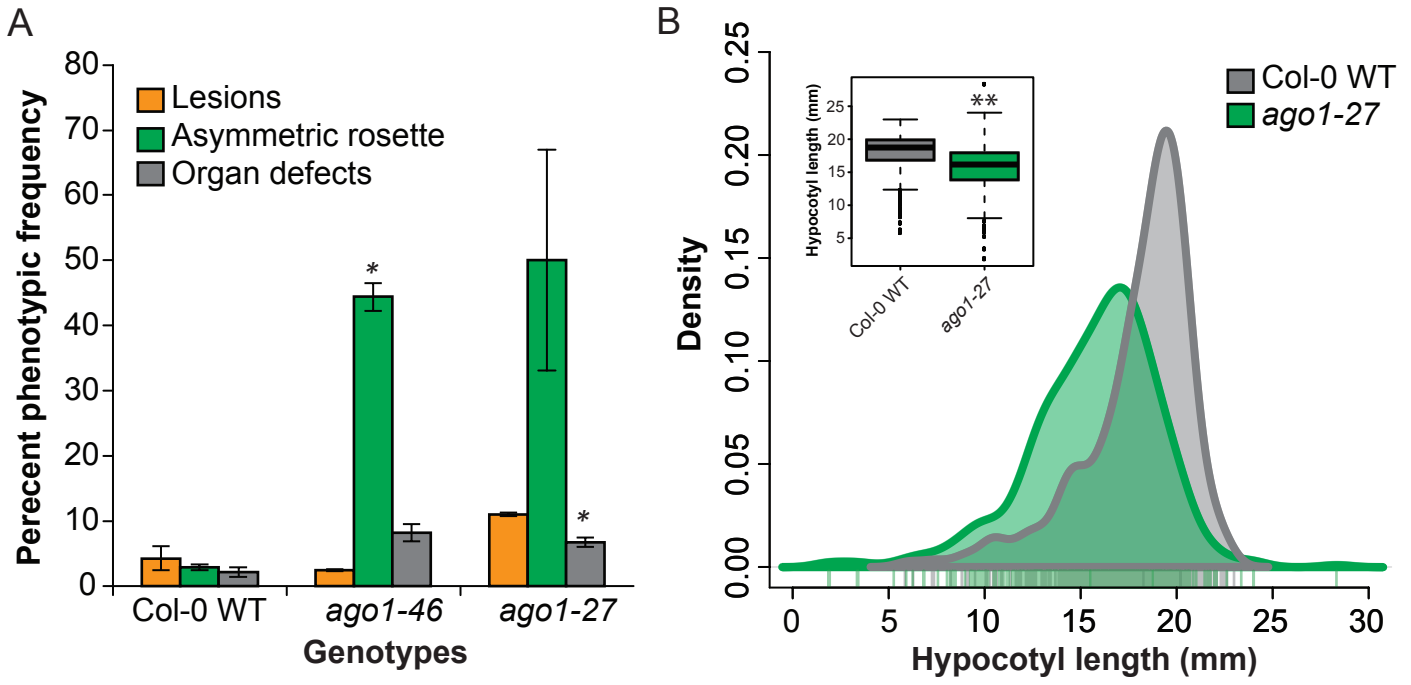 A
Perecent phenotypic frequency
80
70
60
50
40
30
20
10
0
Lesions
Asymmetric rosette
Organ defects
*
*
Col-0 WT
ago1-46
ago1-27
Genotypes
B
Density
0.25
0.20
0.15
0.10
0.05
0.00
Hypocotyl length (mm)
25
20
15
10
5
**
Col-0 WT
ago1-27
Col-0 WT
ago1-27
0
5
10
15
20
25
30
Hypocotyl length (mm)